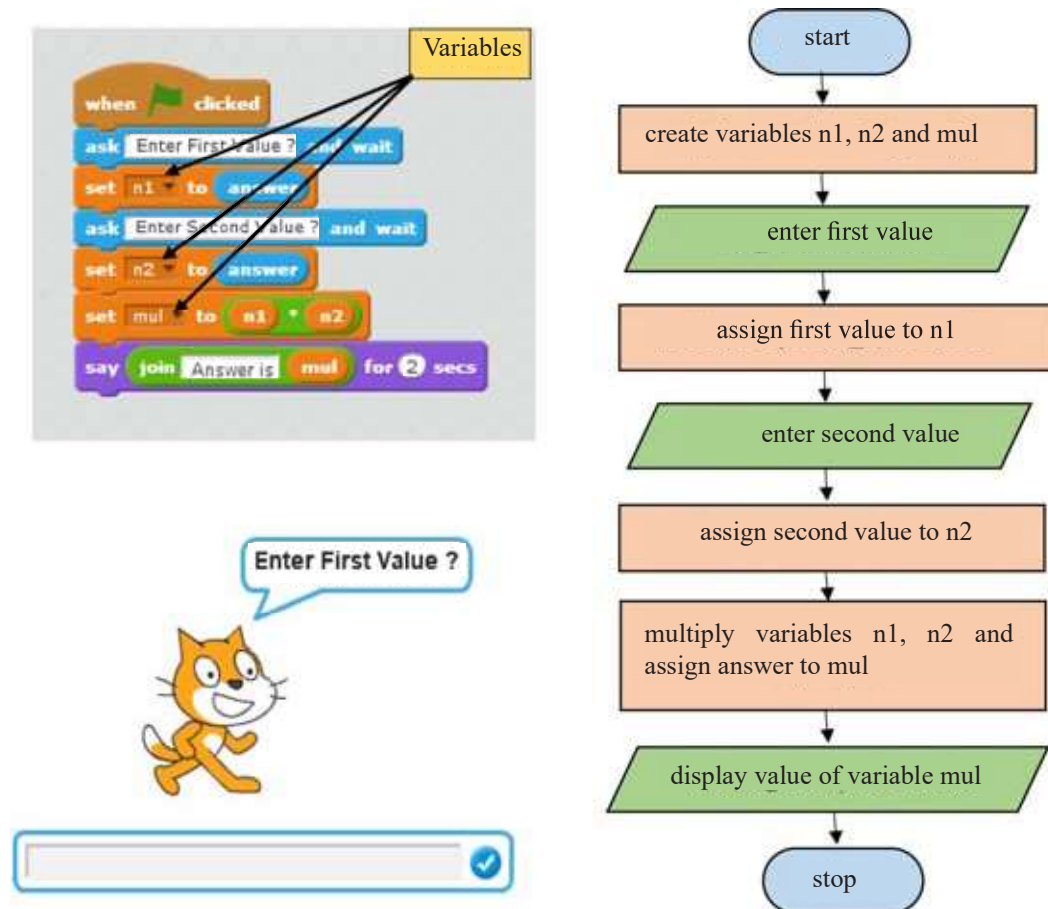 Variables
when clicked
ask Enter First Value ? and wait
set n1 to answer
ask Enter Second Value ? and wait
set n2 to answer
set mul to n1 * n2
say join Answer is mul for 2 secs
Enter First Value ?
start
create variables n1, n2 and mul
enter first value
assign first value to n1
enter second value
assign second value to n2
multiply variables n1, n2 and
assign answer to mul
display value of variable mul
stop